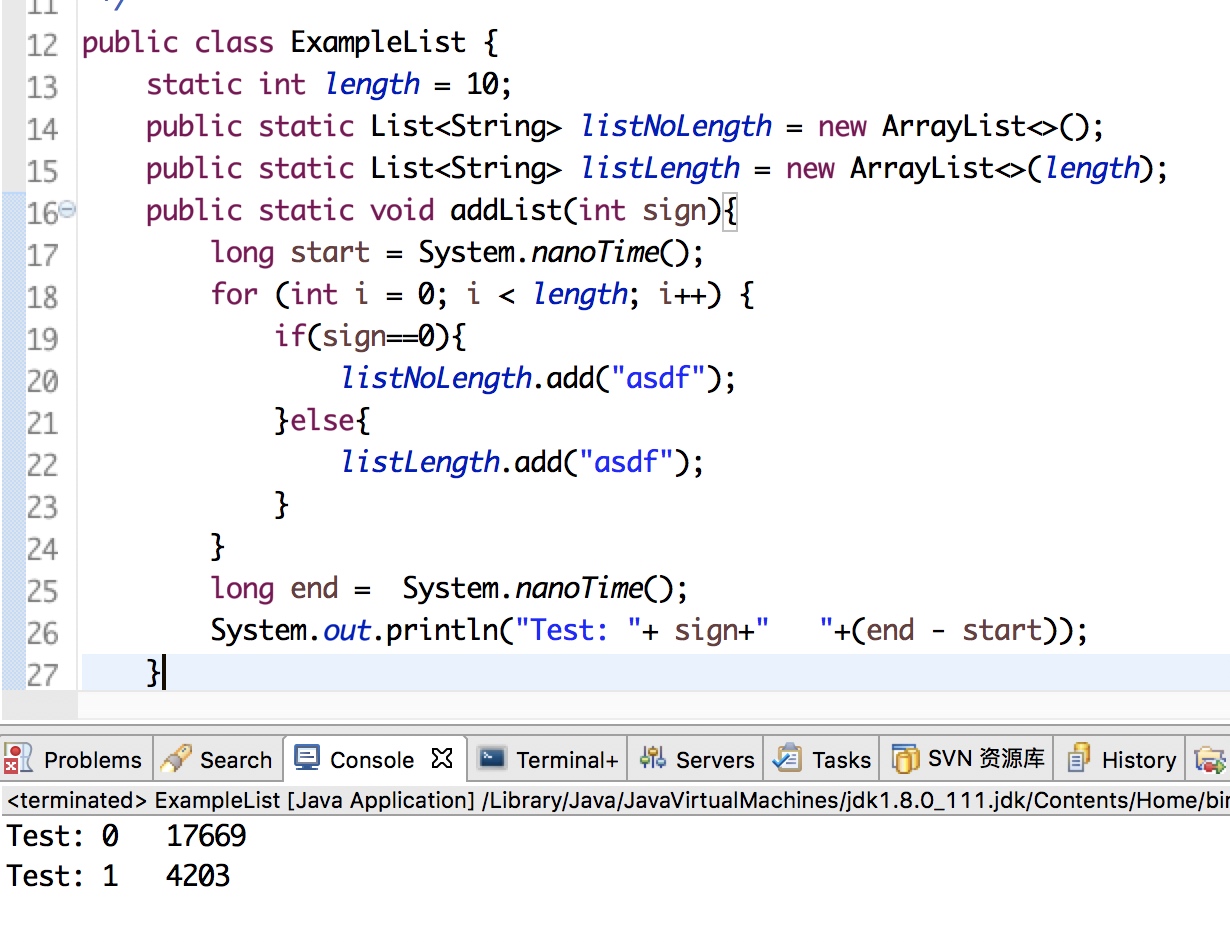 11 */
12 public class ExampleList {
13     static int length = 10;
14     public static List<String> listNoLength = new ArrayList<>();
15     public static List<String> listLength = new ArrayList<>(length);
16     public static void addList(int sign){
17         long start = System.nanoTime();
18         for (int i = 0; i < length; i++) {
19             if(sign==0){
20                 listNoLength.add("asdf");
21             }else{
22                 listLength.add("asdf");
23             }
24         }
25         long end =  System.nanoTime();
26         System.out.println("Test: "+ sign+"   "+(end - start));
27     }
Problems Search Console Terminal+ Servers Tasks SVN 资源库 History
<terminated> ExampleList [Java Application] /Library/Java/JavaVirtualMachines/jdk1.8.0_111.jdk/Contents/Home/bin
Test: 0   17669
Test: 1   4203